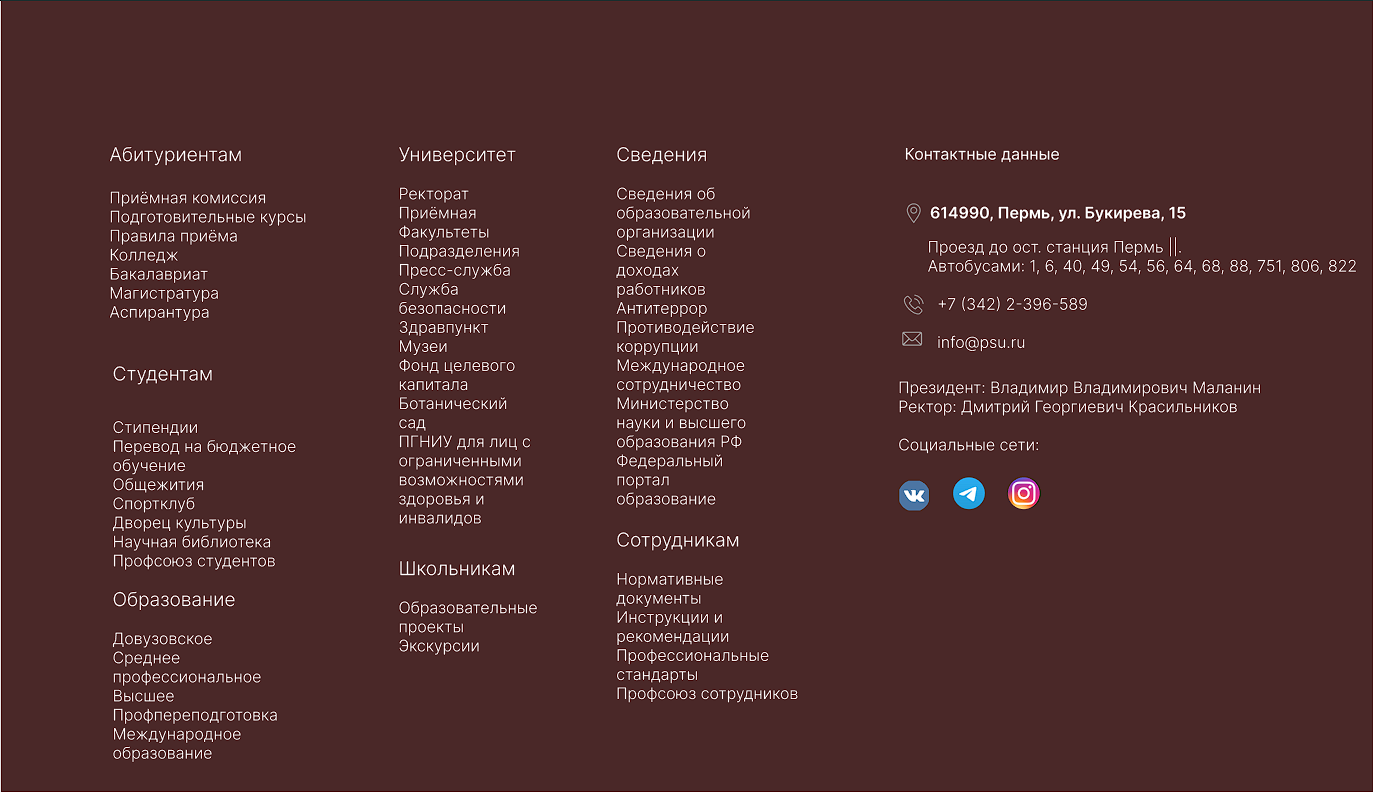 Абитуриентам
Приёмная комиссия
Подготовительные курсы
Правила приёма
Колледж
Бакалавриат
Магистратура
Аспирантура
Студентам
Стипендии
Перевод на бюджетное
обучение
Общежития
Спортклуб
Дворец культуры
Научная библиотека
Профсоюз студентов
Образование
Довузовское
Среднее
профессиональное
Высшее
Профпереподготовка
Международное
образование
Университет
Ректорат
Приёмная
Факультеты
Подразделения
Пресс-служба
Служба
безопасности
Здравпункт
Музеи
Фонд целевого
капитала
Ботанический
сад
ПГНИУ для лиц с
ограниченными
возможностями
здоровья и
инвалидов
Школьникам
Образовательные
проекты
Экскурсии
Сведения
Сведения об
образовательной
организации
Сведения о
доходах
работников
Антитеррор
Противодействие
коррупции
Международное
сотрудничество
Министерство
науки и высшего
образования РФ
Федеральный
портал
образование
Сотрудникам
Нормативные
документы
Инструкции и
рекомендации
Профессиональные
стандарты
Профсоюз сотрудников
Контактные данные
614990, Пермь, ул. Букирева, 15
Проезд до ост. станция Пермь ||.
Автобусами: 1, 6, 40, 49, 54, 56, 64, 68, 88, 751, 806, 822
+7 (342) 2-396-589
info@psu.ru
Президент: Владимир Владимирович Маланин
Ректор: Дмитрий Георгиевич Красильников
Социальные сети: